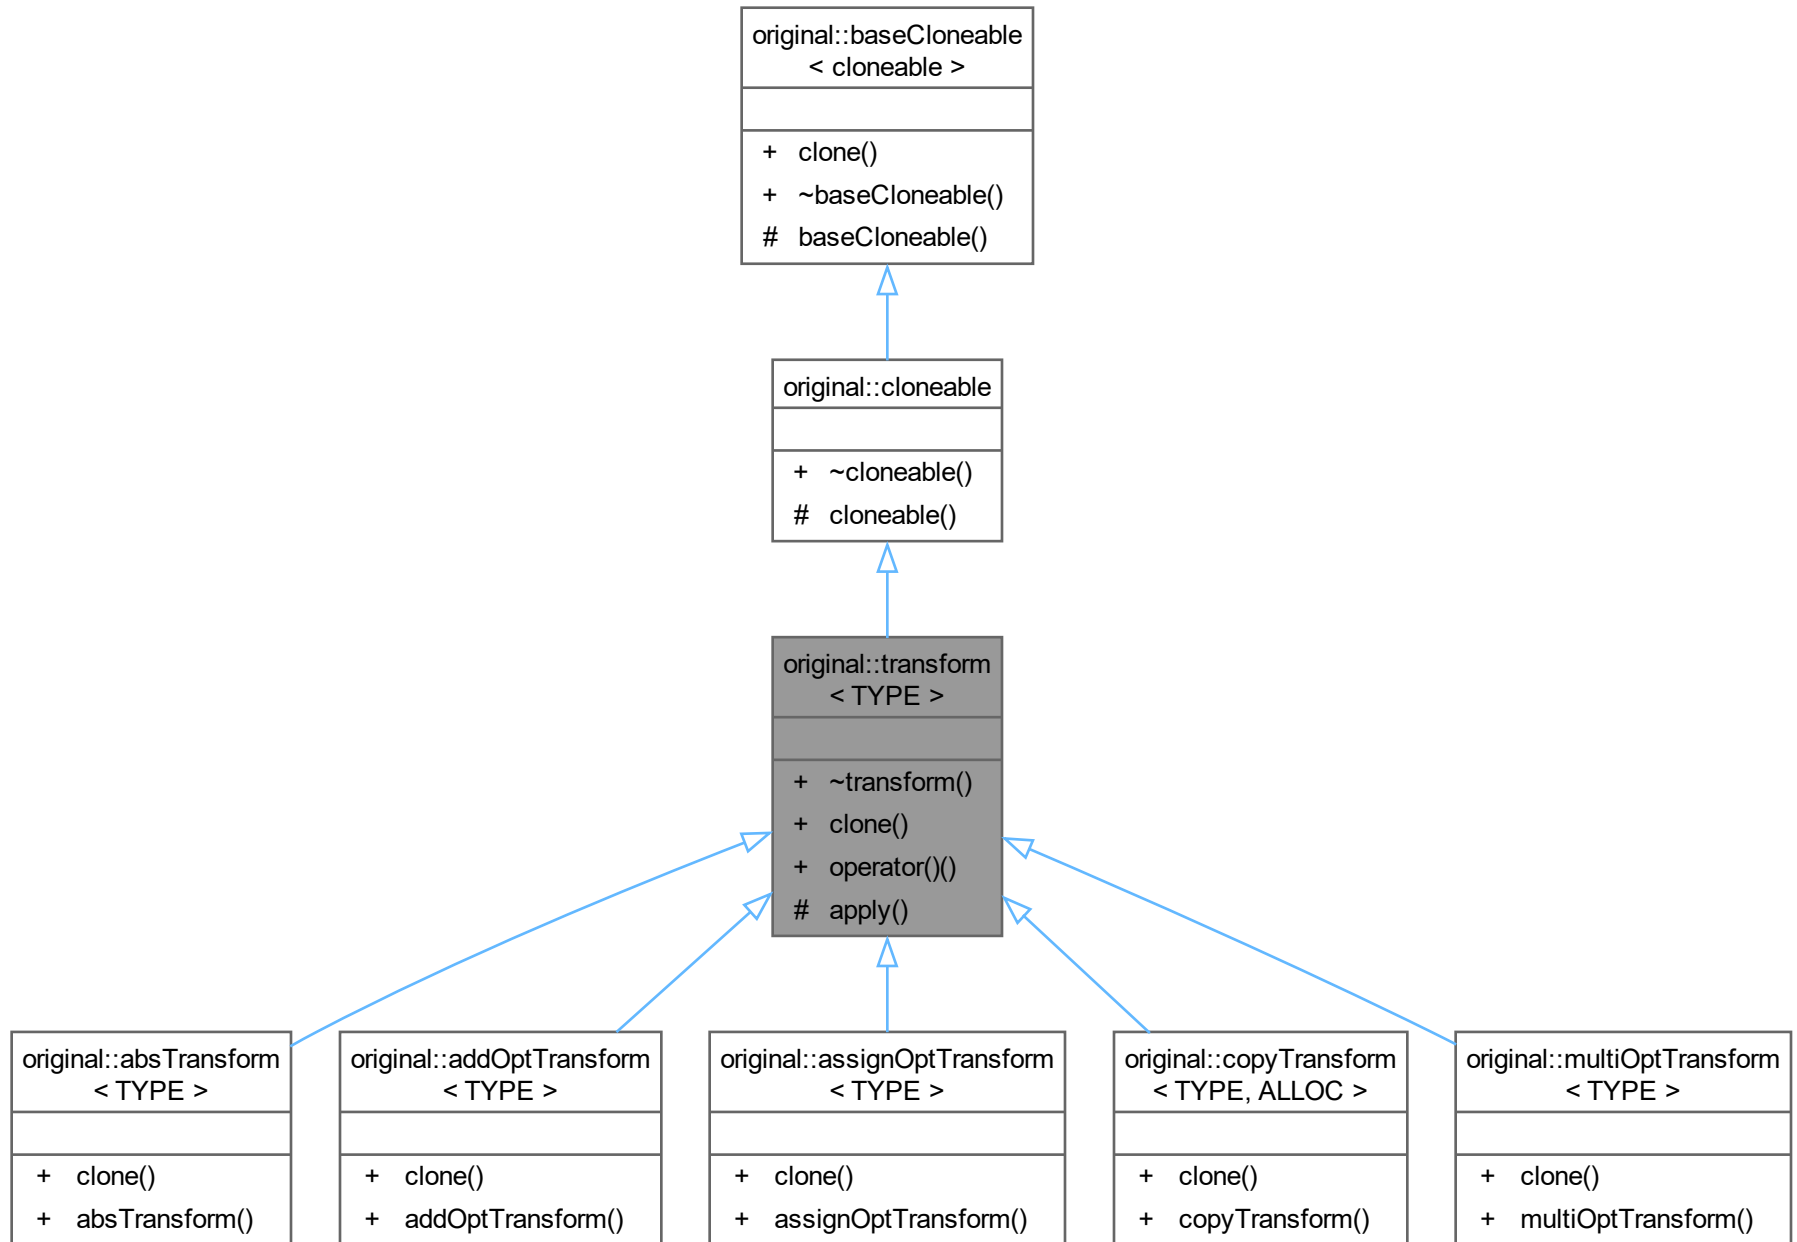 original::baseCloneable
< cloneable >
+ clone()
+ ~baseCloneable()
# baseCloneable()
original::cloneable
+ ~cloneable()
# cloneable()
original::transform
< TYPE >
+ ~transform()
+ clone()
+ operator()()
# apply()
original::absTransform
< TYPE >
+ clone()
+ absTransform()
original::addOptTransform
< TYPE >
+ clone()
+ addOptTransform()
original::assignOptTransform
< TYPE >
+ clone()
+ assignOptTransform()
original::copyTransform
< TYPE, ALLOC >
+ clone()
+ copyTransform()
original::multiOptTransform
< TYPE >
+ clone()
+ multiOptTransform()